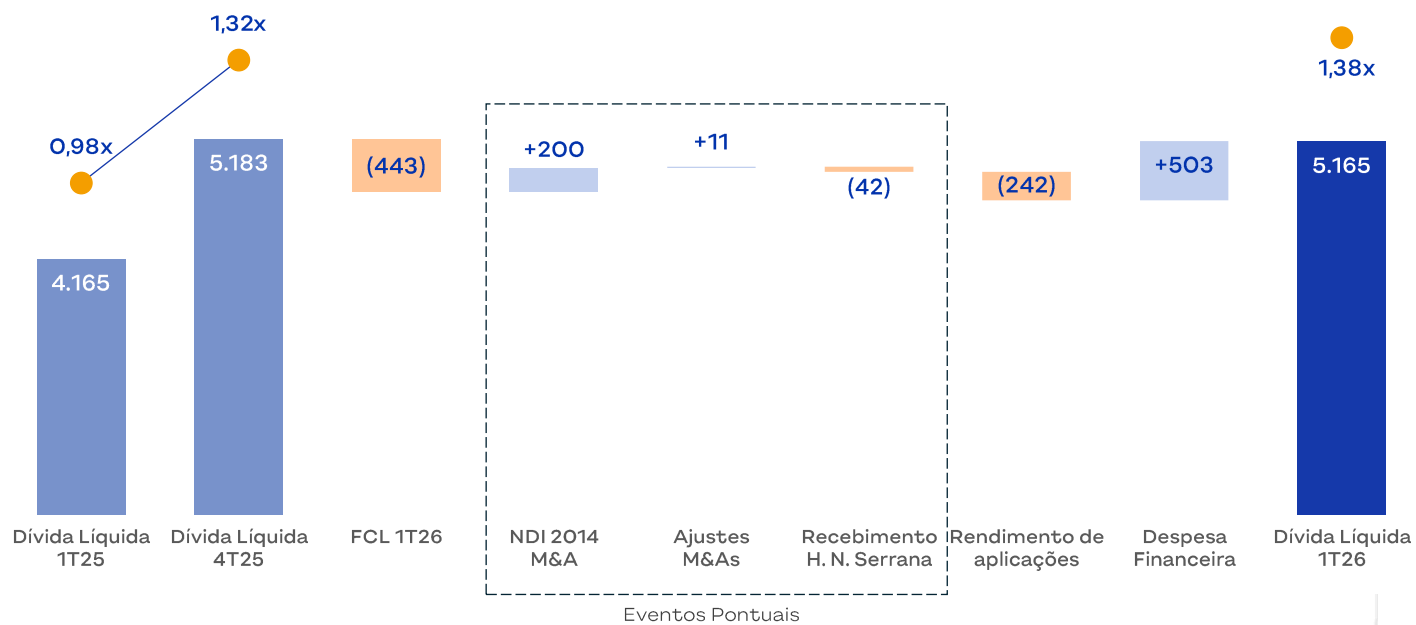 1,32x
1,38x
0,98x
5.183
(443)
+200
+11
(42)
(242)
+503
5.165
4.165
Dívida Líquida
1T25
Dívida Líquida
4T25
FCL 1T26
NDI 2014
M&A
Ajustes
M&As
Recebimento
H. N. Serrana
Rendimento de
aplicações
Despesa
Financeira
Dívida Líquida
1T26
Eventos Pontuais